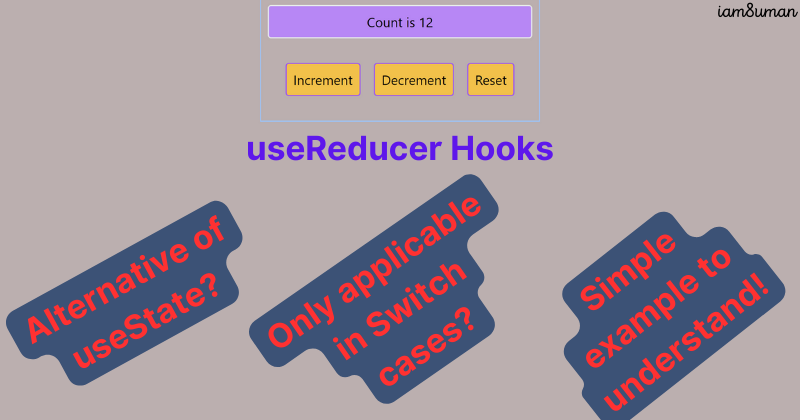 iam8uman
Count is 12
Increment Decrement Reset
useReducer Hooks
Alternative of
useState?
Only applicable
in Switch
cases?
Simple
example to
understand!